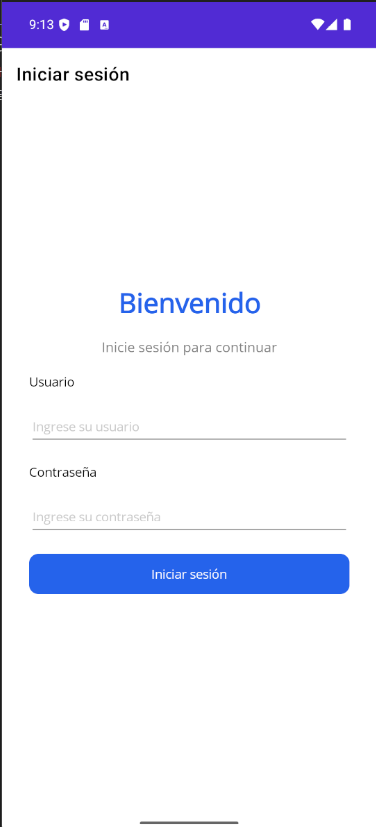 9:13
Iniciar sesión
Bienvenido
Inicie sesión para continuar
Usuario
Ingrese su usuario
Contraseña
Ingrese su contraseña
Iniciar sesión